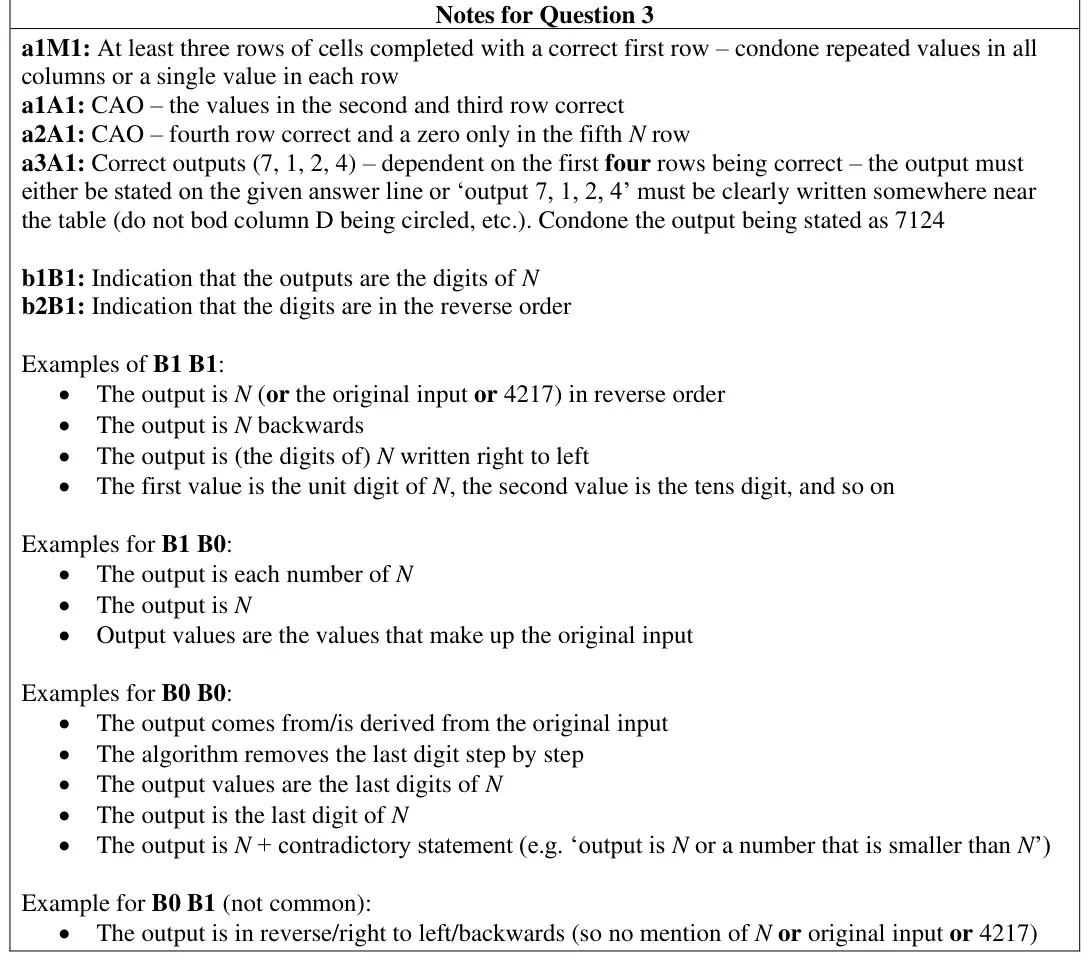 Notes for Question 3
a1M1: At least three rows of cells completed with a correct first row – condone repeated values in all
columns or a single value in each row
a1A1: CAO – the values in the second and third row correct
a2A1: CAO – fourth row correct and a zero only in the fifth N row
a3A1: Correct outputs (7, 1, 2, 4) – dependent on the first four rows being correct – the output must
either be stated on the given answer line or ‘output 7, 1, 2, 4’ must be clearly written somewhere near
the table (do not bod column D being circled, etc.). Condone the output being stated as 7124
b1B1: Indication that the outputs are the digits of N
b2B1: Indication that the digits are in the reverse order
Examples of B1 B1:
• The output is N (or the original input or 4217) in reverse order
• The output is N backwards
• The output is (the digits of) N written right to left
• The first value is the unit digit of N, the second value is the tens digit, and so on
Examples for B1 B0:
• The output is each number of N
• The output is N
• Output values are the values that make up the original input
Examples for B0 B0:
• The output comes from/is derived from the original input
• The algorithm removes the last digit step by step
• The output values are the last digits of N
• The output is the last digit of N
• The output is N + contradictory statement (e.g. ‘output is N or a number that is smaller than N’)
Example for B0 B1 (not common):
• The output is in reverse/right to left/backwards (so no mention of N or original input or 4217)